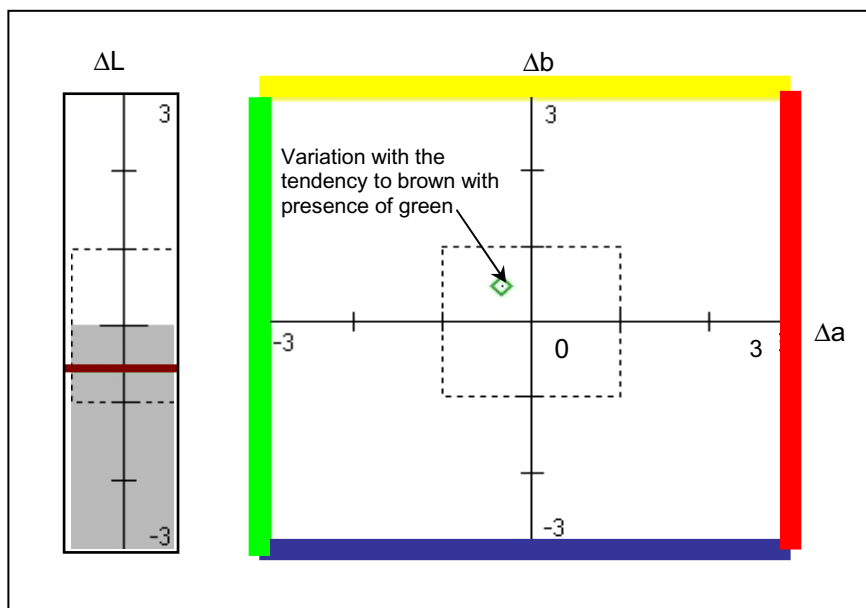 ΔL
Δb
3
3
Variation with the
tendency to brown with
presence of green
-3
0
3
Δa
-3
-3